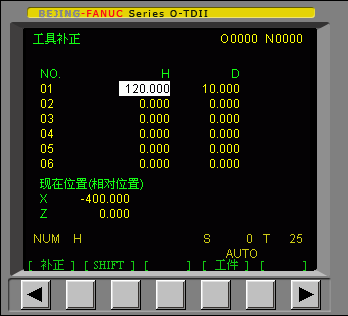 BEJING-FANUC Series O-TDII
工具补正 O0000 N0000
NO. H D
01 120.000 10.000
02 0.000 0.000
03 0.000 0.000
04 0.000 0.000
05 0.000 0.000
06 0.000 0.000
现在位置(相对位置)
X -400.000
Z 0.000
NUM H S 0 T 25
AUTO
[ 补正 ] [ SHIFT ] [ ] [ 工件 ] [ ]